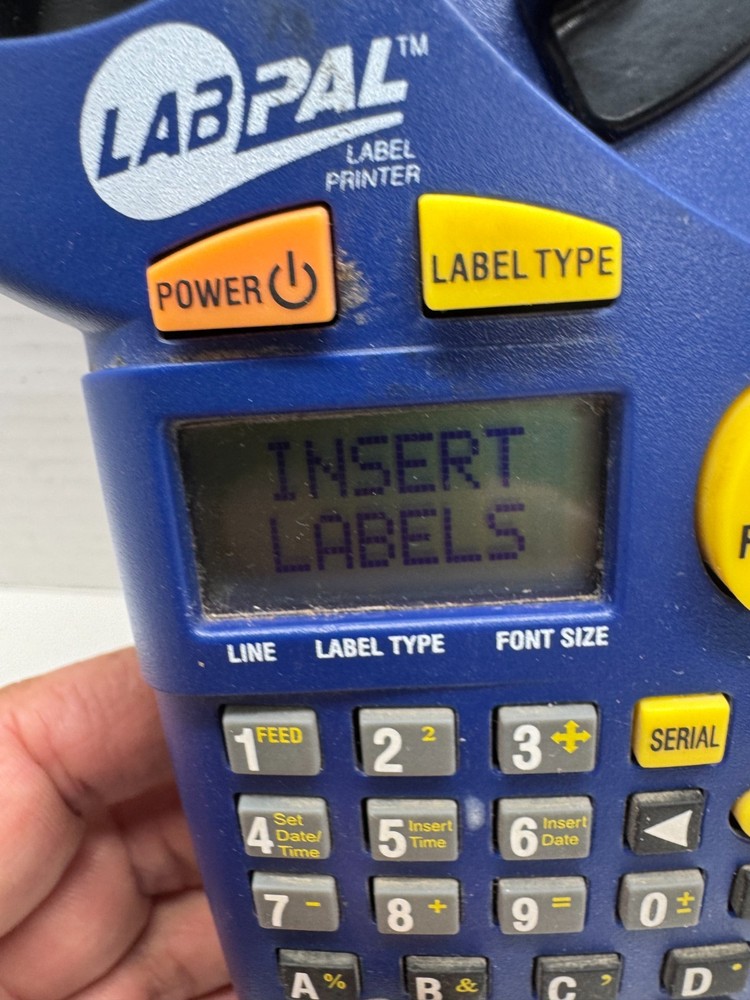 LABPAL™
LABEL
PRINTER
POWER
LABEL TYPE
INSERT
LABELS
LINE LABEL TYPE FONT SIZE
1 FEED 2 ² 3 SERIAL
4 Set Date/ Time 5 Insert Time 6 Insert Date
7 - 8 + 9 = 0 ±
A % B & C , D